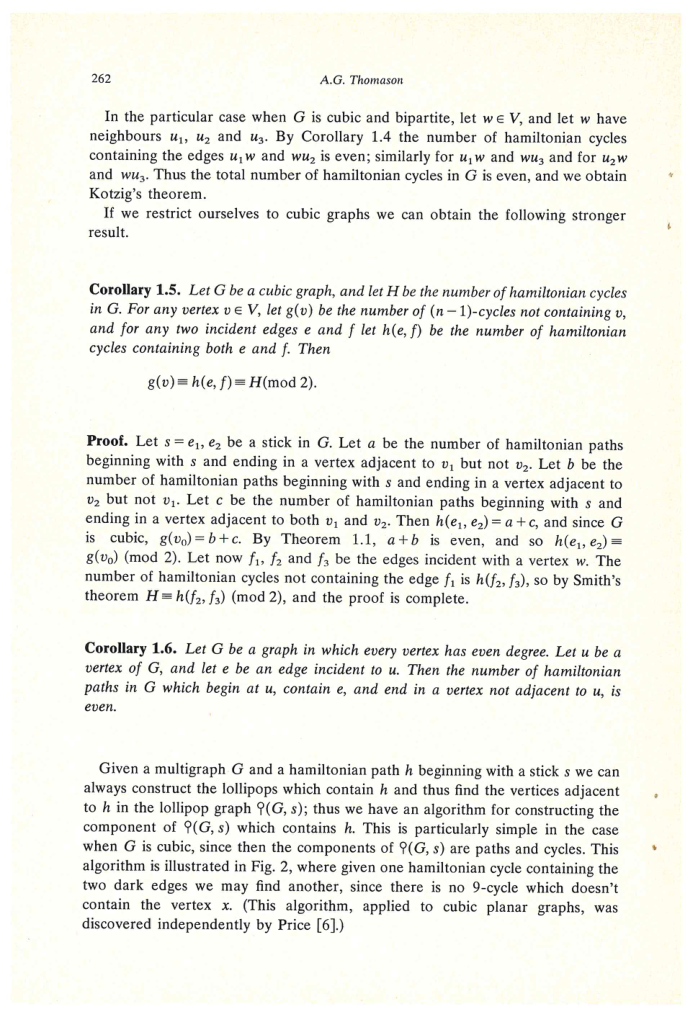 262
A.G. Thomason
In the particular case when G is cubic and bipartite, let w ∈ V, and let w have
neighbours u₁, u₂ and u₃. By Corollary 1.4 the number of hamiltonian cycles
containing the edges u₁w and wu₂ is even; similarly for u₁w and wu₃ and for u₂w
and wu₃. Thus the total number of hamiltonian cycles in G is even, and we obtain
Kotzig's theorem.
If we restrict ourselves to cubic graphs we can obtain the following stronger
result.
Corollary 1.5. Let G be a cubic graph, and let H be the number of hamiltonian cycles
in G. For any vertex v ∈ V, let g(v) be the number of (n − 1)-cycles not containing v,
and for any two incident edges e and f let h(e, f) be the number of hamiltonian
cycles containing both e and f. Then
g(v) ≡ h(e, f) ≡ H(mod 2).
Proof. Let s = e₁, e₂ be a stick in G. Let a be the number of hamiltonian paths
beginning with s and ending in a vertex adjacent to v₁ but not v₂. Let b be the
number of hamiltonian paths beginning with s and ending in a vertex adjacent to
v₂ but not v₁. Let c be the number of hamiltonian paths beginning with s and
ending in a vertex adjacent to both v₁ and v₂. Then h(e₁, e₂) = a + c, and since G
is cubic, g(v₀) = b + c. By Theorem 1.1, a + b is even, and so h(e₁, e₂) ≡
g(v₀) (mod 2). Let now f₁, f₂ and f₃ be the edges incident with a vertex w. The
number of hamiltonian cycles not containing the edge f₁ is h(f₂, f₃), so by Smith's
theorem H ≡ h(f₂, f₃) (mod 2), and the proof is complete.
Corollary 1.6. Let G be a graph in which every vertex has even degree. Let u be a
vertex of G, and let e be an edge incident to u. Then the number of hamiltonian
paths in G which begin at u, contain e, and end in a vertex not adjacent to u, is
even.
Given a multigraph G and a hamiltonian path h beginning with a stick s we can
always construct the lollipops which contain h and thus find the vertices adjacent
to h in the lollipop graph ♀(G, s); thus we have an algorithm for constructing the
component of ♀(G, s) which contains h. This is particularly simple in the case
when G is cubic, since then the components of ♀(G, s) are paths and cycles. This
algorithm is illustrated in Fig. 2, where given one hamiltonian cycle containing the
two dark edges we may find another, since there is no 9-cycle which doesn't
contain the vertex x. (This algorithm, applied to cubic planar graphs, was
discovered independently by Price [6].)